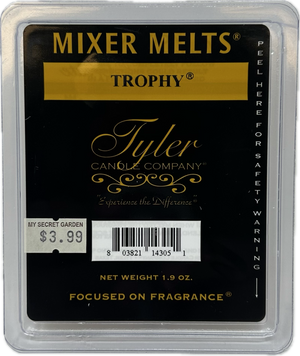 MIXER MELTS®
TROPHY®
Tyler
CANDLE COMPANY™
"Experience the Difference"
MY SECRET GARDEN
$3.99
8 03821 14305 1
NET WEIGHT 1.9 OZ.
FOCUSED ON FRAGRANCE®
PEEL HERE FOR SAFETY WARNING